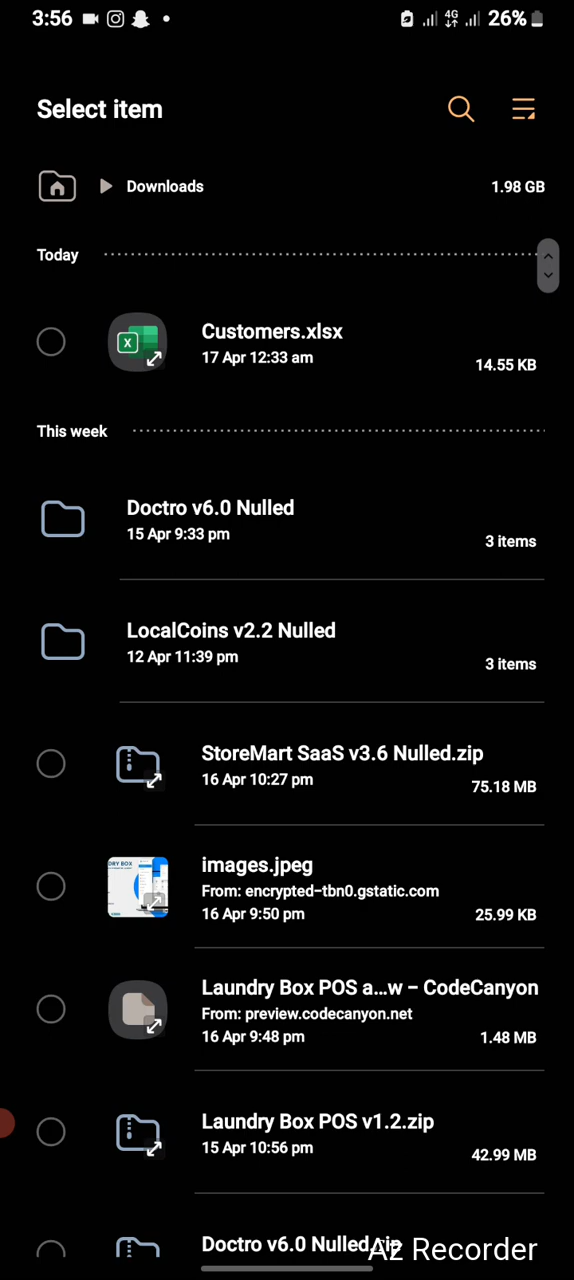 3:56
4G
26%
Select item
Downloads
1.98 GB
Today
X
Customers.xlsx
17 Apr 12:33 am
14.55 KB
This week
Doctro v6.0 Nulled
15 Apr 9:33 pm
3 items
LocalCoins v2.2 Nulled
12 Apr 11:39 pm
3 items
StoreMart SaaS v3.6 Nulled.zip
16 Apr 10:27 pm
75.18 MB
DRY BOX
images.jpeg
From: encrypted-tbn0.gstatic.com
16 Apr 9:50 pm
25.99 KB
Laundry Box POS a...w – CodeCanyon
From: preview.codecanyon.net
16 Apr 9:48 pm
1.48 MB
Laundry Box POS v1.2.zip
15 Apr 10:56 pm
42.99 MB
Doctro v6.0 Nulled.zip
Az Recorder